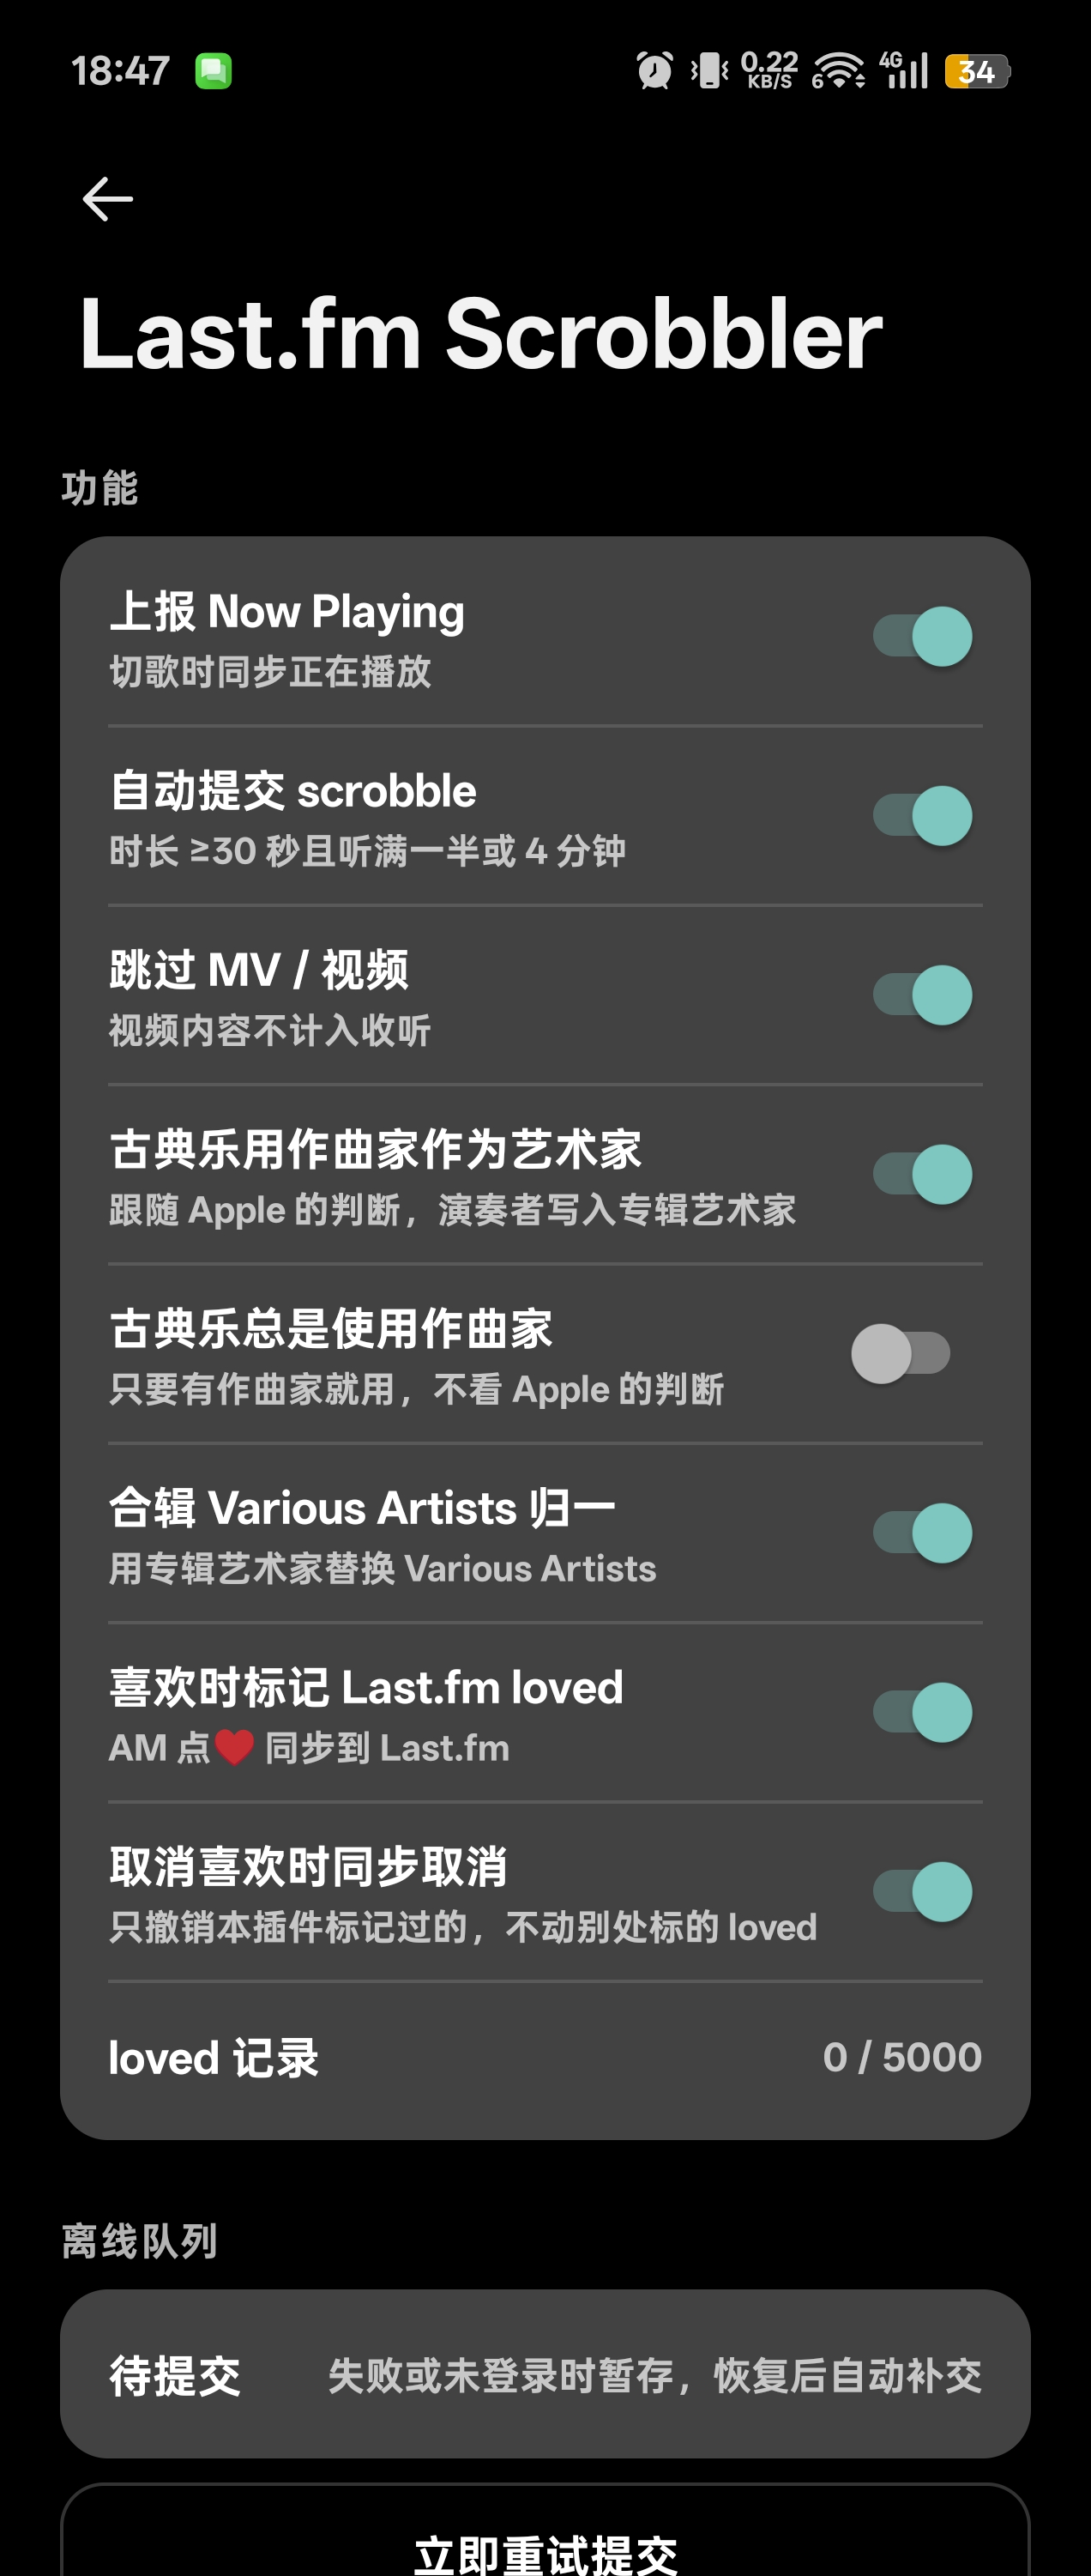 18:47
0.22
KB/S
6
4G
34
Last.fm Scrobbler
功能
上报 Now Playing
切歌时同步正在播放
自动提交 scrobble
时长 ≥30 秒且听满一半或 4 分钟
跳过 MV / 视频
视频内容不计入收听
古典乐用作曲家作为艺术家
跟随 Apple 的判断，演奏者写入专辑艺术家
古典乐总是使用作曲家
只要有作曲家就用，不看 Apple 的判断
合辑 Various Artists 归一
用专辑艺术家替换 Various Artists
喜欢时标记 Last.fm loved
AM 点❤️ 同步到 Last.fm
取消喜欢时同步取消
只撤销本插件标记过的，不动别处标的 loved
loved 记录
0 / 5000
离线队列
待提交
失败或未登录时暂存，恢复后自动补交
立即重试提交